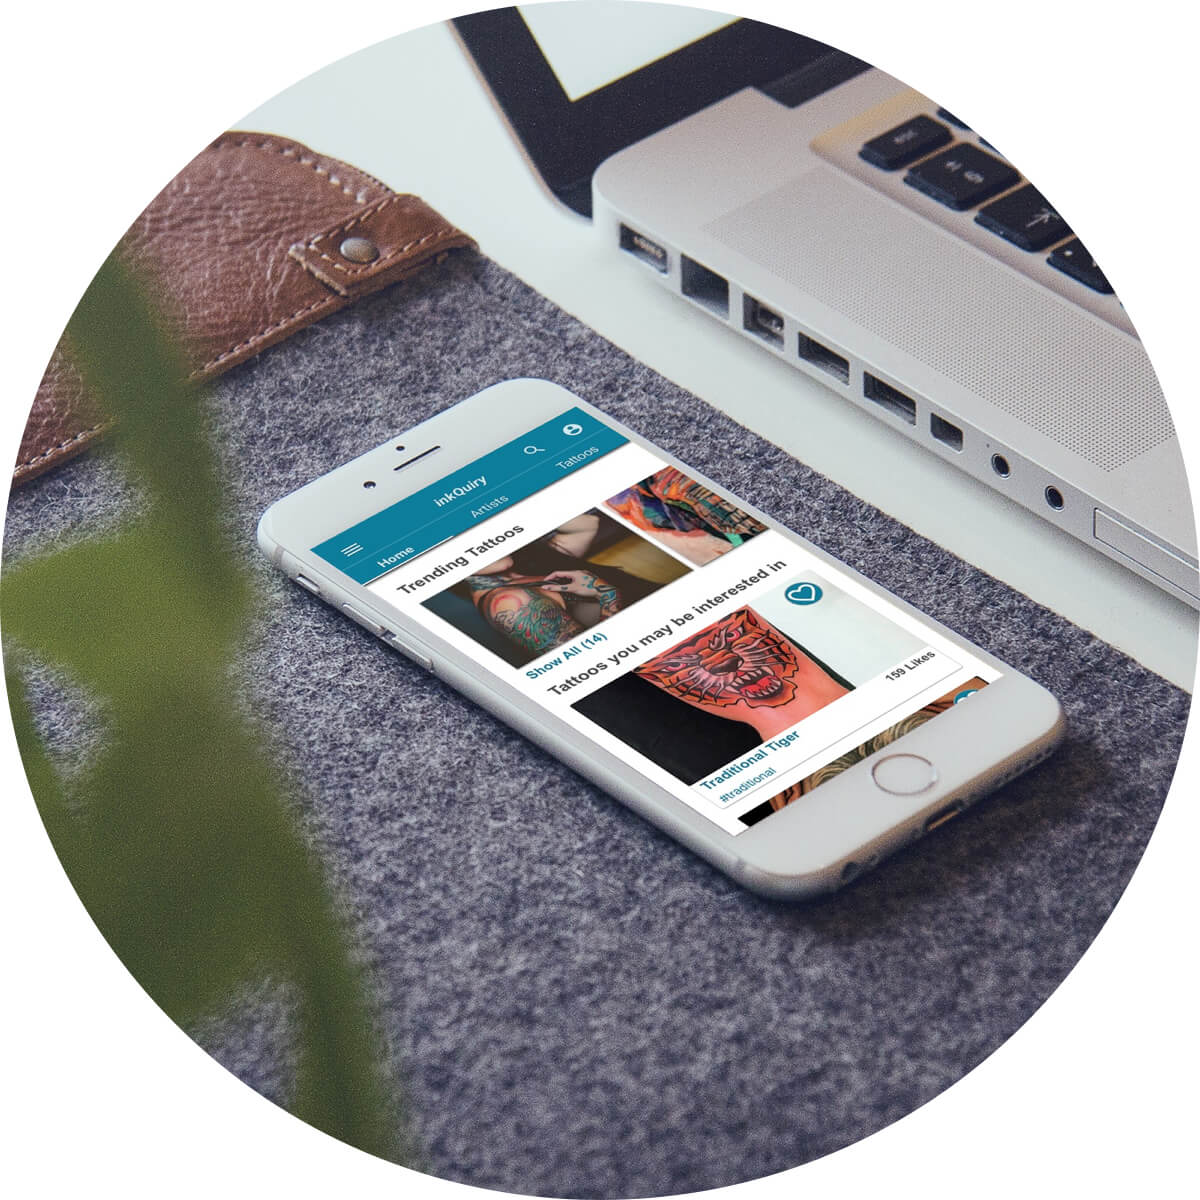 inkQuiry
Home
Artists
Tattoos
Trending Tattoos
Show All (14)
Tattoos you may be interested in
159 Likes
Traditional Tiger
#traditional
esc